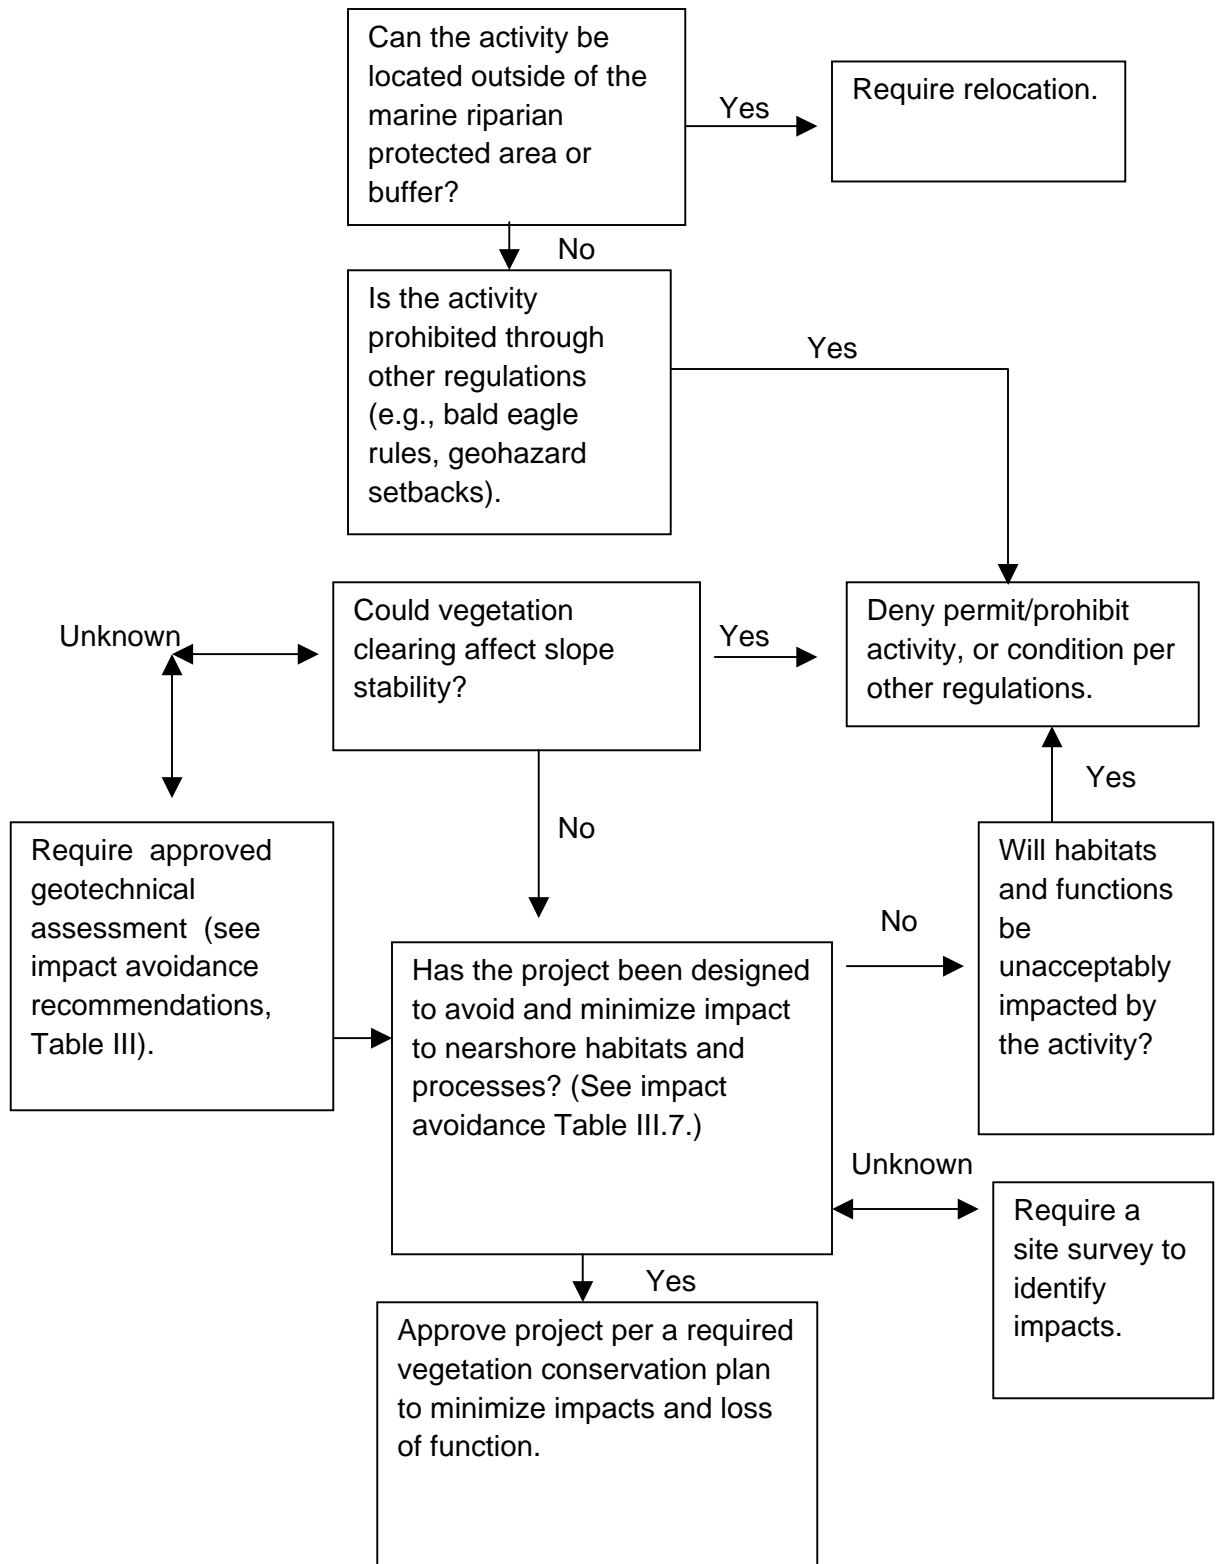 Can the activity be
located outside of the
marine riparian
protected area or
buffer?
Yes
Require relocation.
No
Is the activity
prohibited through
other regulations
(e.g., bald eagle
rules, geohazard
setbacks).
Yes
Unknown
Could vegetation
clearing affect slope
stability?
Yes
Deny permit/prohibit
activity, or condition per
other regulations.
No
Yes
Require approved
geotechnical
assessment (see
impact avoidance
recommendations,
Table III).
Has the project been designed
to avoid and minimize impact
to nearshore habitats and
processes? (See impact
avoidance Table III.7.)
No
Will habitats
and functions
be
unacceptably
impacted by
the activity?
Unknown
Require a
site survey to
identify
impacts.
Yes
Approve project per a required
vegetation conservation plan
to minimize impacts and loss
of function.